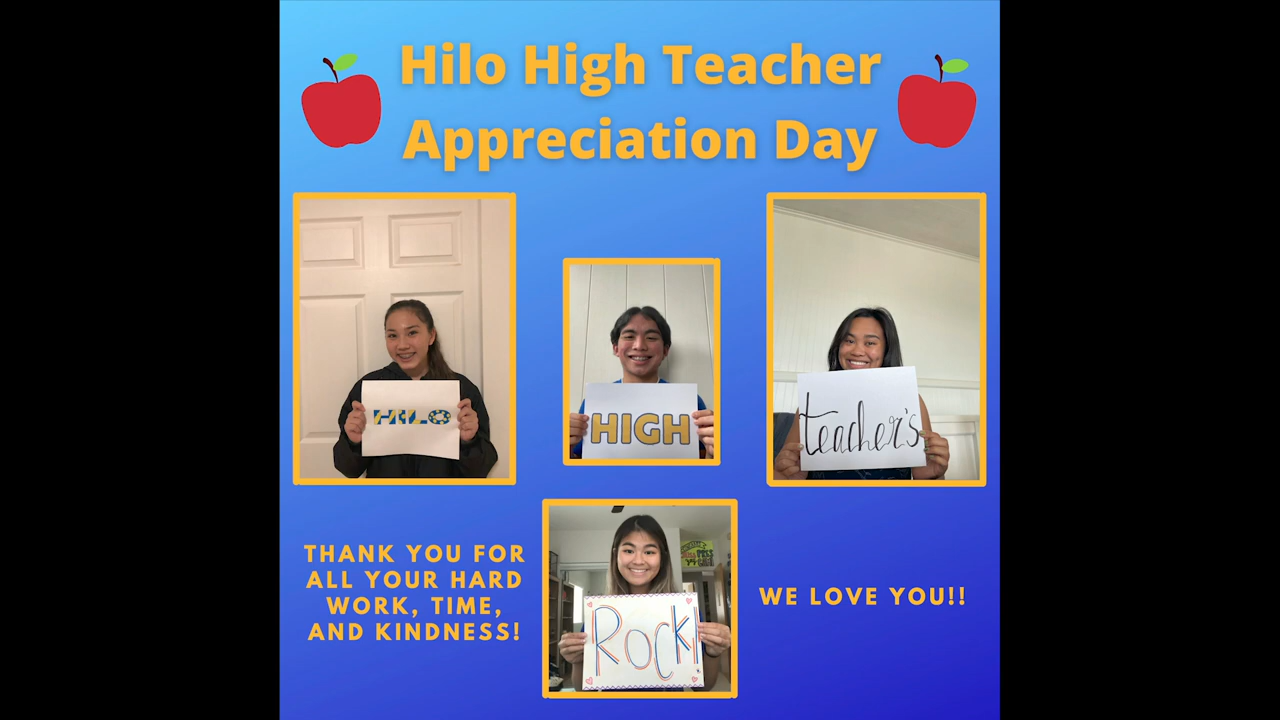 Hilo High Teacher
Appreciation Day
HILO
HIGH
teacher's
THANK YOU FOR
ALL YOUR HARD
WORK, TIME,
AND KINDNESS!
ROCK!
WE LOVE YOU!!